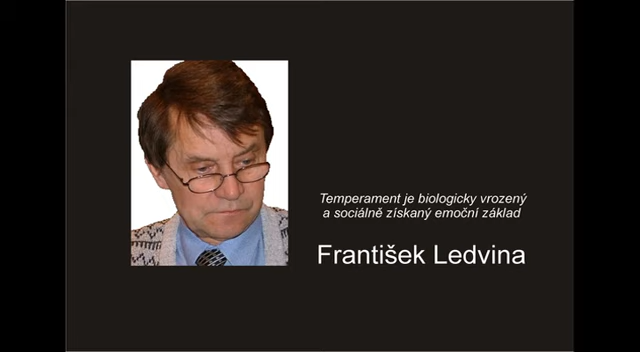 Temperament je biologicky vrozený
a sociálně získaný emoční základ
František Ledvina